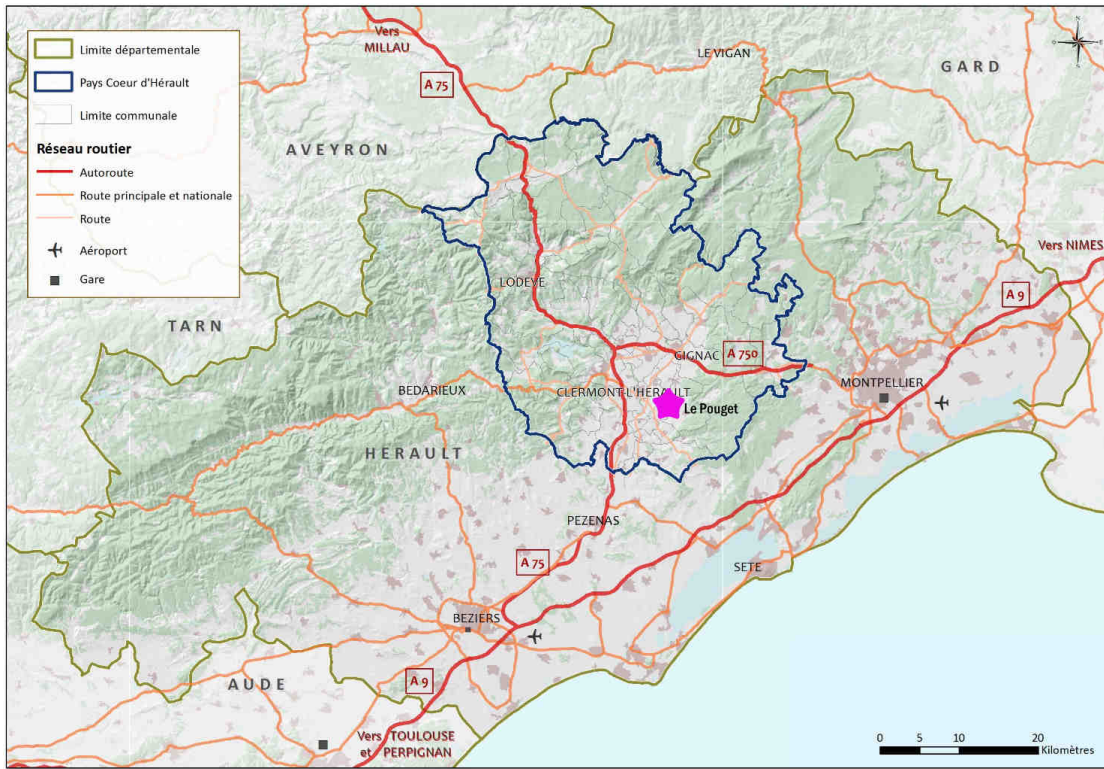 Limite départementale
Pays Coeur d'Hérault
Limite communale
Réseau routier
Autoroute
Route principale et nationale
Route
Aéroport
Gare
Vers
MILLAU
A 75
LE VIGAN
GARD
AVEYRON
Vers NIMES
A 9
LODEVE
TARN
GIGNAC
A 750
MONTPELLIER
BEDARIEUX
CLERMONT-L'HERAULT
Le Pouget
HERAULT
PEZENAS
A 75
SETE
BEZIERS
A 9
AUDE
Vers TOULOUSE
et PERPIGNAN
0 5 10 20
Kilomètres